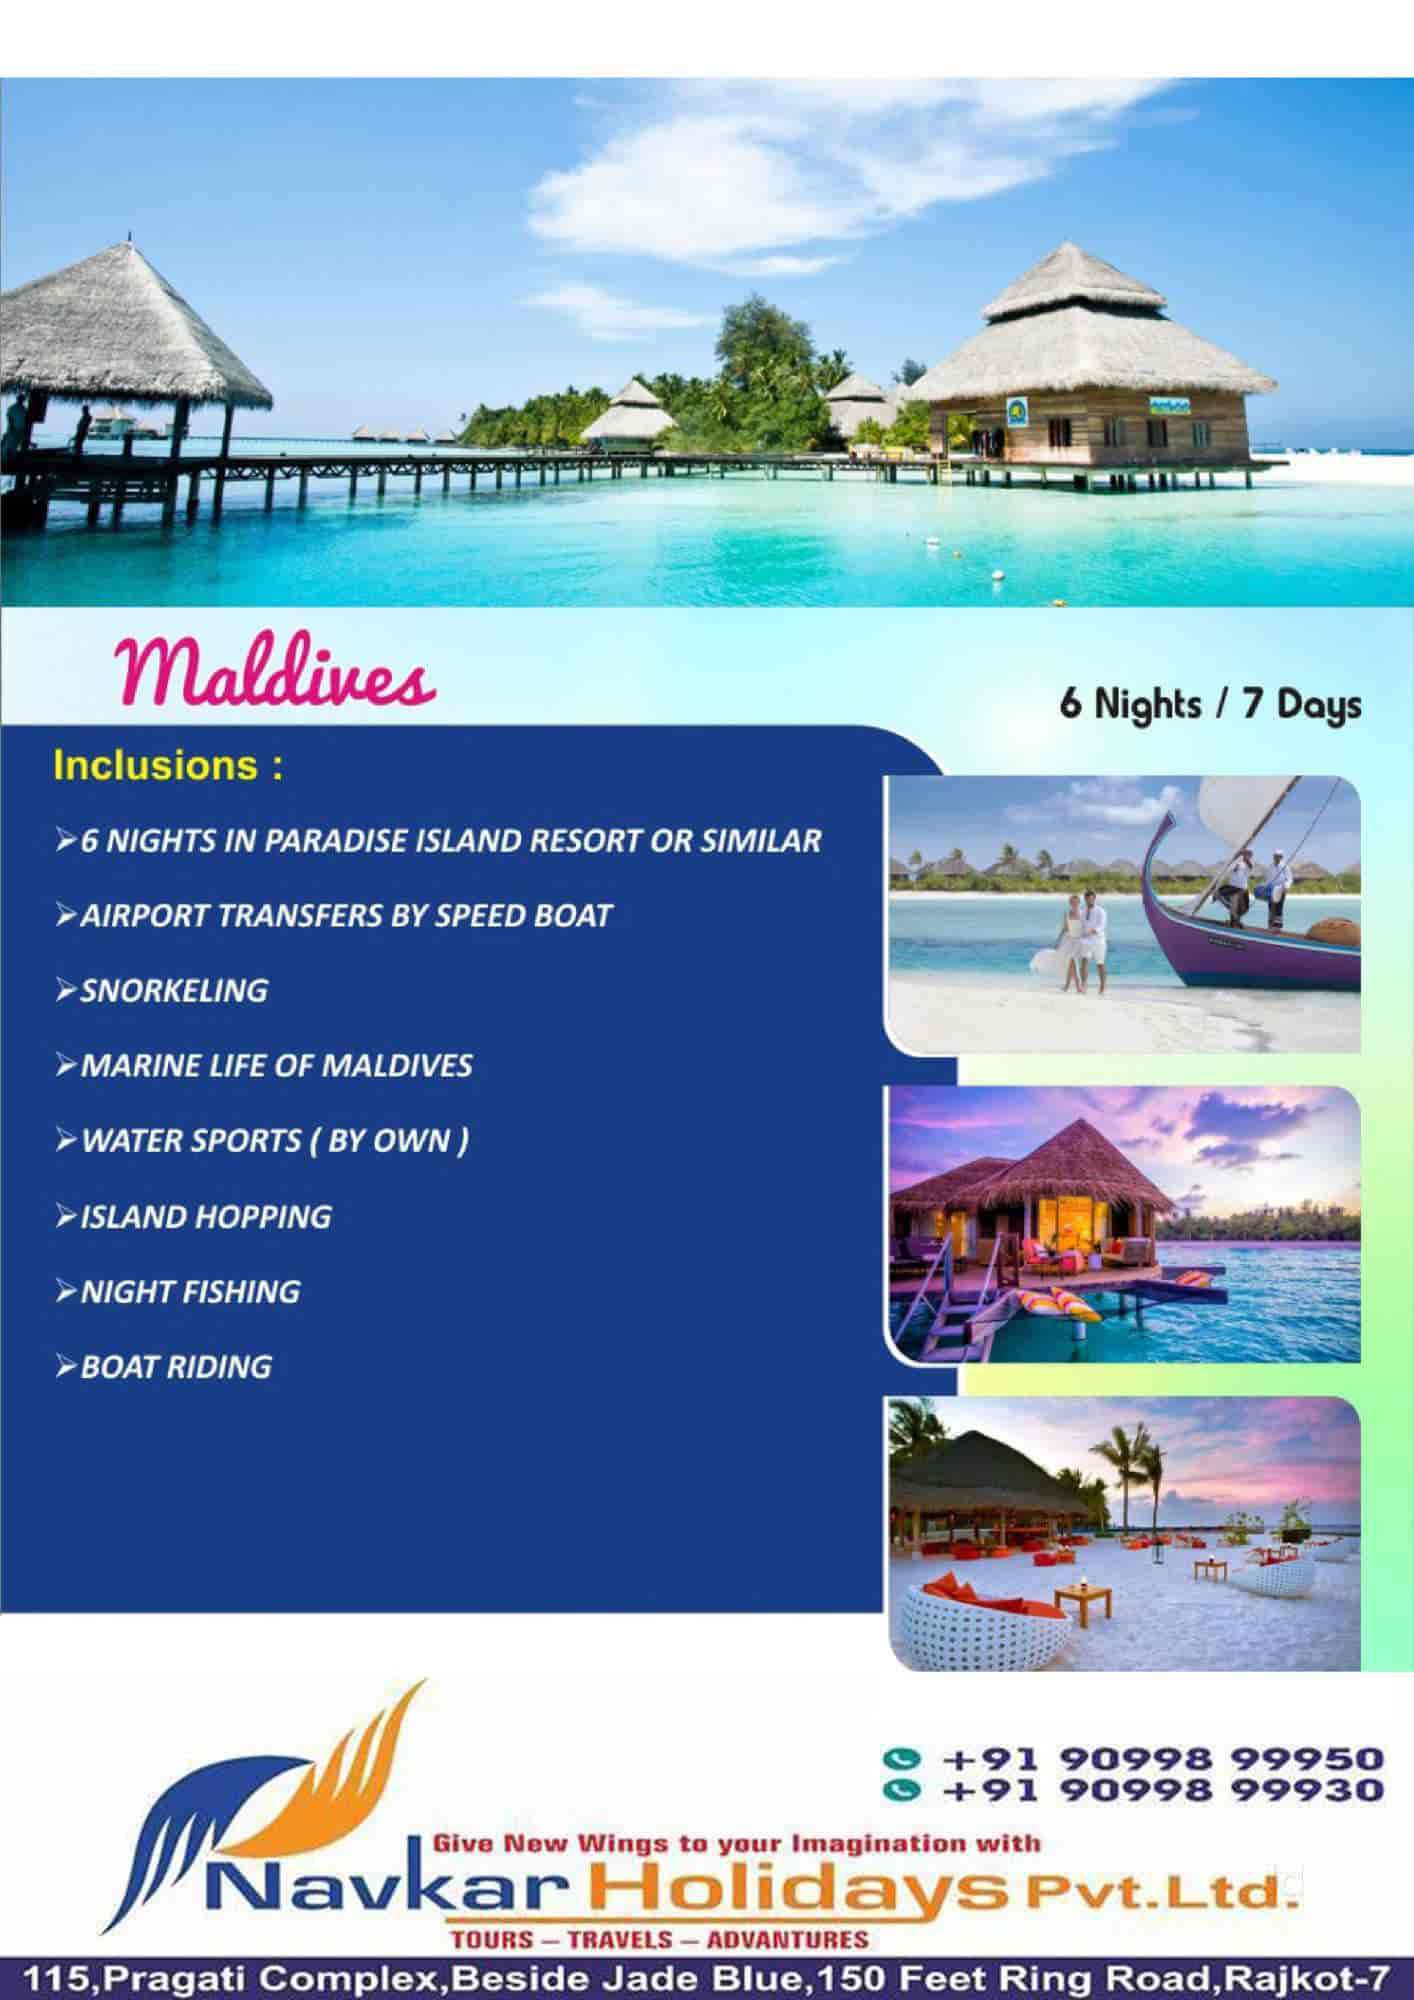 Maldives
6 Nights / 7 Days
Inclusions :
➢6 NIGHTS IN PARADISE ISLAND RESORT OR SIMILAR
➢AIRPORT TRANSFERS BY SPEED BOAT
➢SNORKELING
➢MARINE LIFE OF MALDIVES
➢WATER SPORTS ( BY OWN )
➢ISLAND HOPPING
➢NIGHT FISHING
➢BOAT RIDING
+91 90998 99950
+91 90998 99930
Give New Wings to your Imagination with
Navkar Holidays Pvt.Ltd.
TOURS – TRAVELS – ADVANTURES
115,Pragati Complex,Beside Jade Blue,150 Feet Ring Road,Rajkot-7